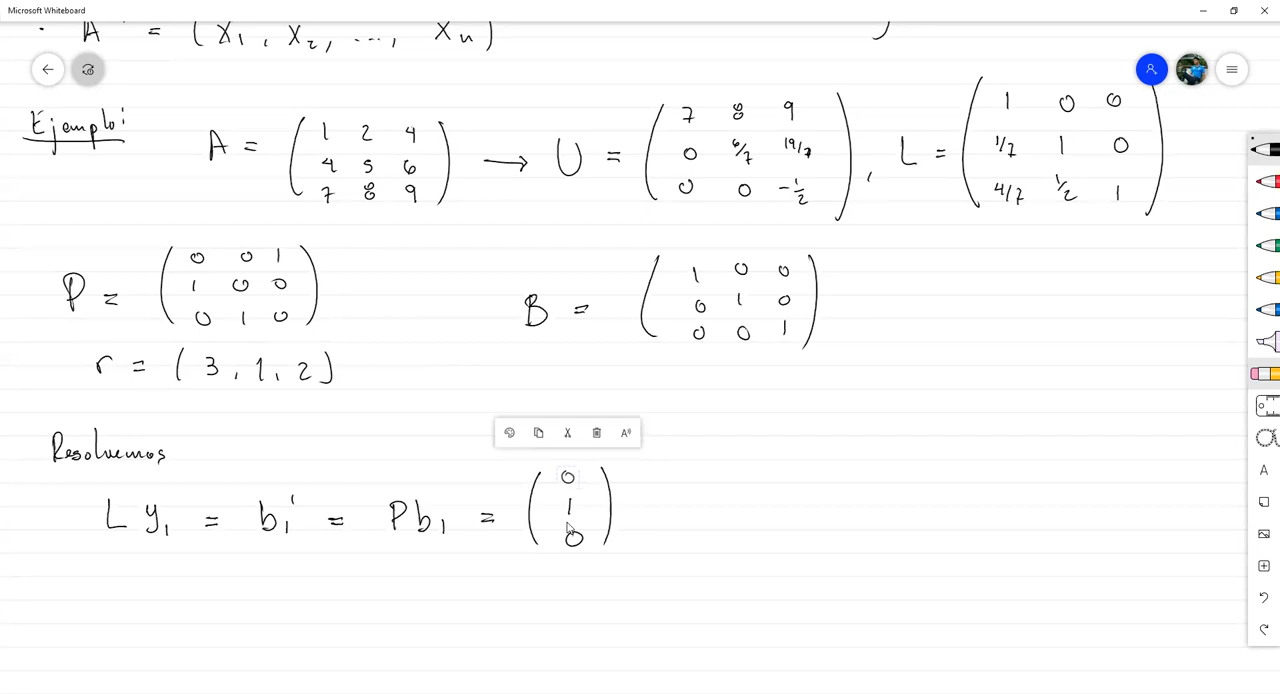 Microsoft Whiteboard
A = ( X₁ , X₂, ..., Xₙ )
Ejemplo:
A = ( 1 2 4
4 5 6
7 8 9 ) → U = ( 7 8 9
0 6/7 19/7
0 0 -1/2 ) , L = ( 1 0 0
1/7 1 0
4/7 1/2 1 )
P = ( 0 0 1
1 0 0
0 1 0 )
B = ( 1 0 0
0 1 0
0 0 1 )
r = ( 3 , 1 , 2 )
Resolvemos
L y₁ = b₁' = P b₁ = ( 0
1
0 )